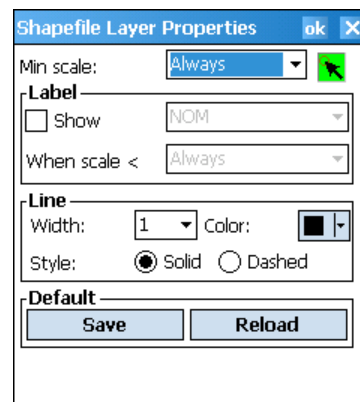 Shapefile Layer Properties ok X
Min scale: Always
Label
Show NOM
When scale < Always
Line
Width: 1 Color:
Style: Solid Dashed
Default
Save Reload